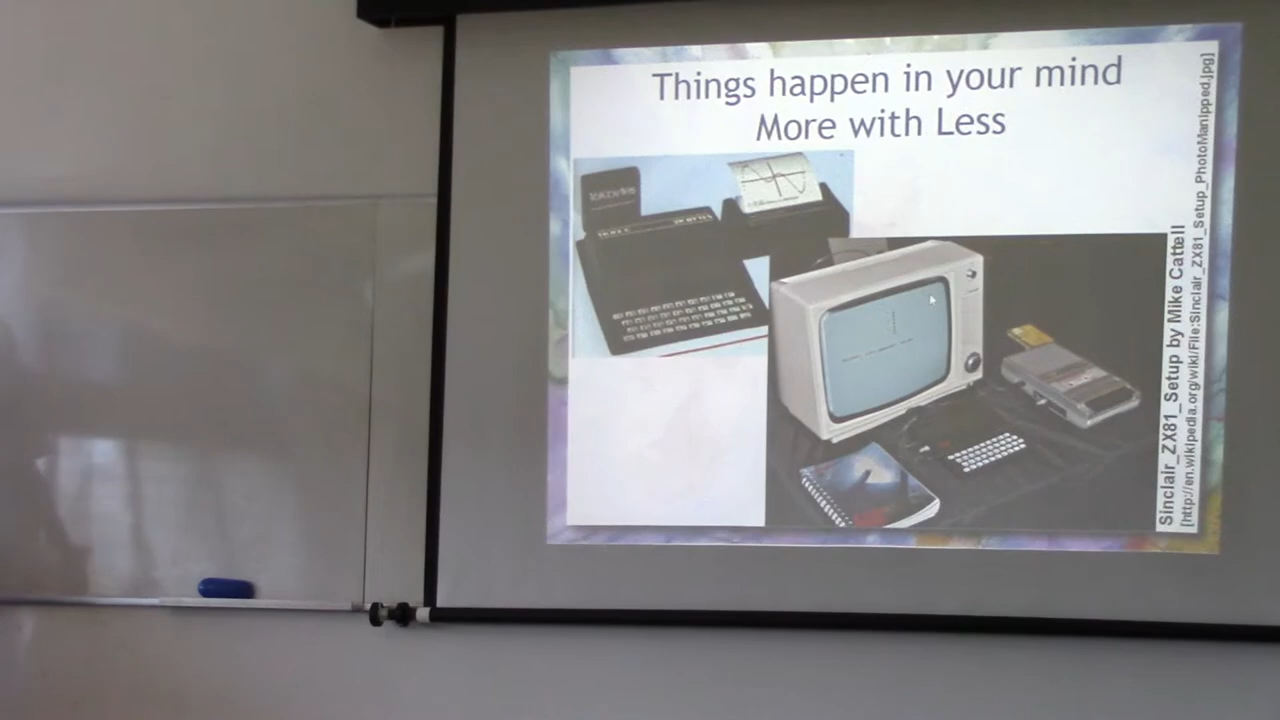 Things happen in your mind
More with Less
Sinclair_ZX81_Setup by Mike Cattell
[http://en.wikipedia.org/wiki/File:Sinclair_ZX81_Setup_PhotoManipped.jpg]